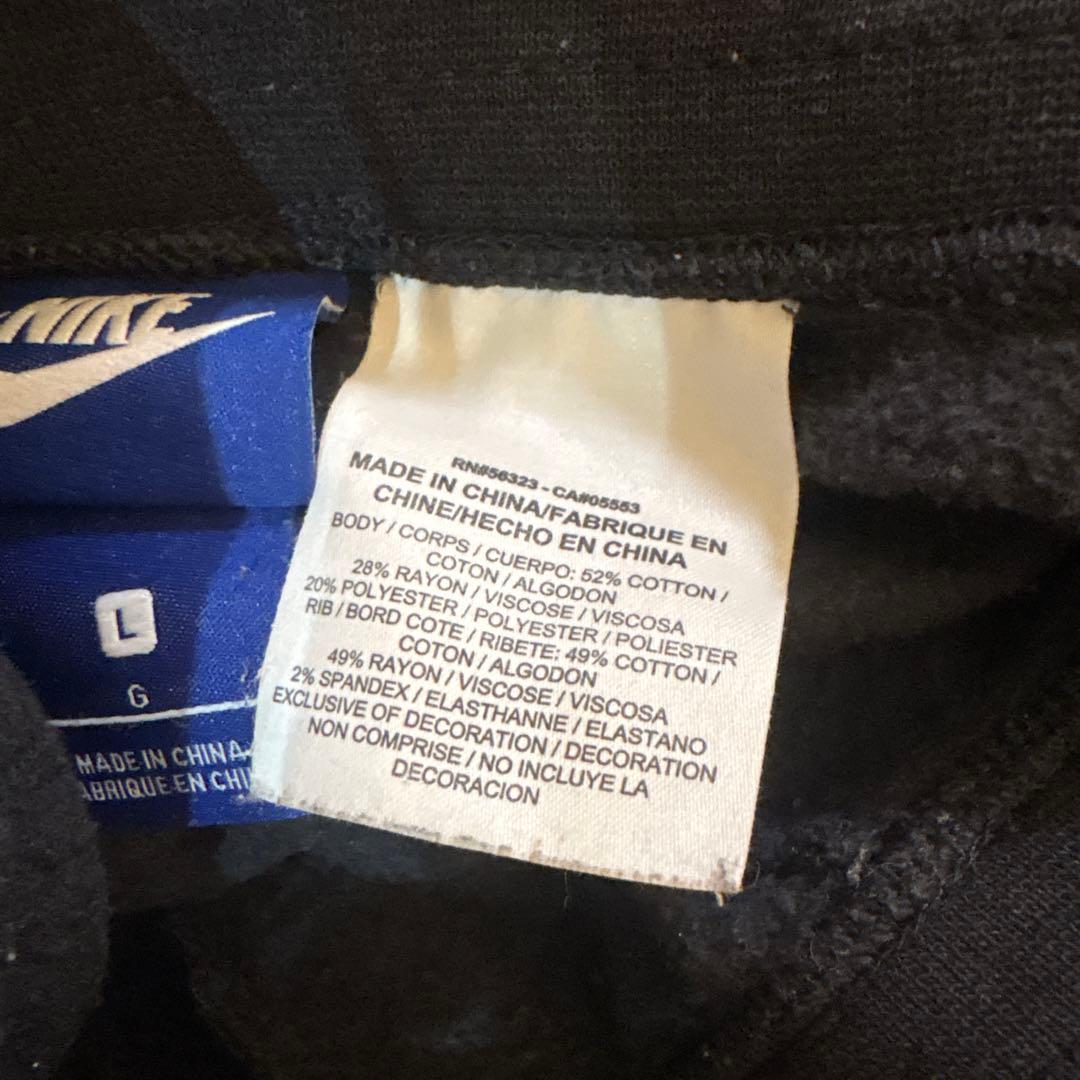 NIKE
L
G
MADE IN CHINA
FABRIQUE EN CHI
RN#56323 - CA#05553
MADE IN CHINA/FABRIQUE EN
CHINE/HECHO EN CHINA
BODY / CORPS / CUERPO: 52% COTTON /
COTON / ALGODON
28% RAYON / VISCOSE / VISCOSA
20% POLYESTER / POLYESTER / POLIESTER
RIB / BORD COTE / RIBETE: 49% COTTON /
COTON / ALGODON
49% RAYON / VISCOSE / VISCOSA
2% SPANDEX / ELASTHANNE / ELASTANO
EXCLUSIVE OF DECORATION / DECORATION
NON COMPRISE / NO INCLUYE LA
DECORACION